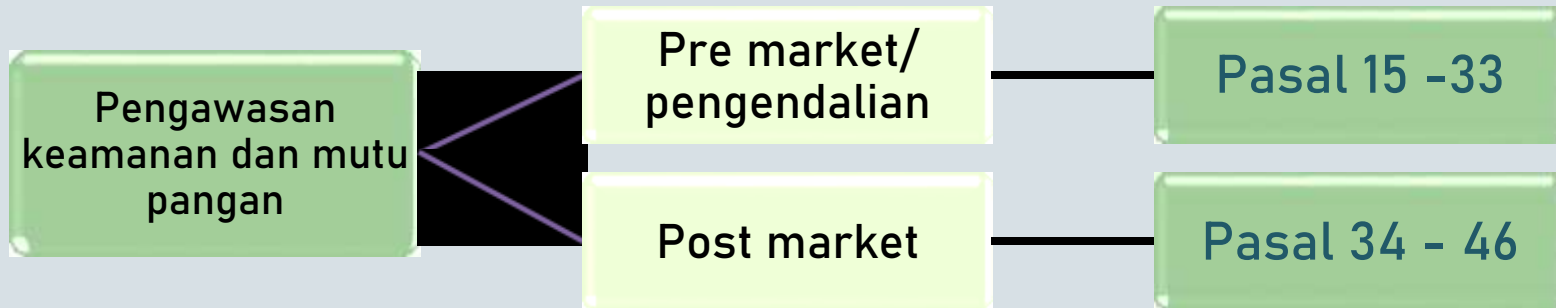 Pengawasan
keamanan dan mutu
pangan
Pre market/
pengendalian
Pasal 15 -33
Post market
Pasal 34 - 46